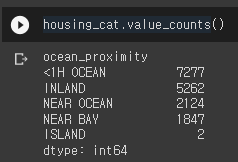 housing_cat.value_counts()
ocean_proximity
<1H OCEAN 7277
INLAND 5262
NEAR OCEAN 2124
NEAR BAY 1847
ISLAND 2
dtype: int64